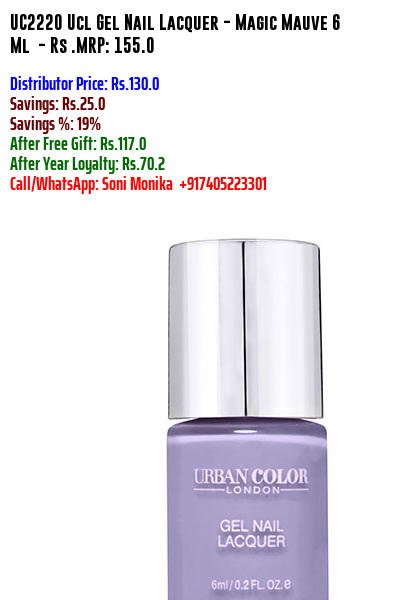 UC2220 Ucl Gel Nail Lacquer - Magic Mauve 6
Ml - Rs .MRP: 155.0
Distributor Price: Rs.130.0
Savings: Rs.25.0
Savings %: 19%
After Free Gift: Rs.117.0
After Year Loyalty: Rs.70.2
Call/WhatsApp: Soni Monika +917405223301
URBAN COLOR
LONDON
GEL NAIL
LACQUER
6ml / 0.2 FL. OZ. e